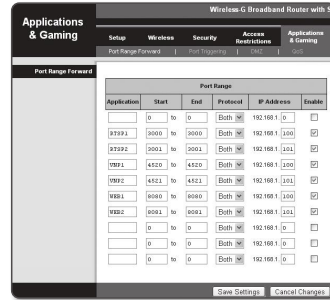 Wireless-G Broadband Router with S
Applications & Gaming
Setup Wireless Security Access Restrictions Applications & Gaming
Port Range Forward | Port Triggering | DMZ | QoS
Port Range Forward
Port Range
Application Start End Protocol IP Address Enable
0 to 0 Both 192.168.1. 0
RTSP1 3000 to 3000 Both 192.168.1. 100
RTSP2 3001 to 3001 Both 192.168.1. 101
VNP1 4520 to 4520 Both 192.168.1. 100
VNP2 4521 to 4521 Both 192.168.1. 101
WEB1 8080 to 8080 Both 192.168.1. 100
WEB2 8081 to 8081 Both 192.168.1. 101
0 to 0 Both 192.168.1. 0
0 to 0 Both 192.168.1. 0
0 to 0 Both 192.168.1. 0
Save Settings Cancel Changes